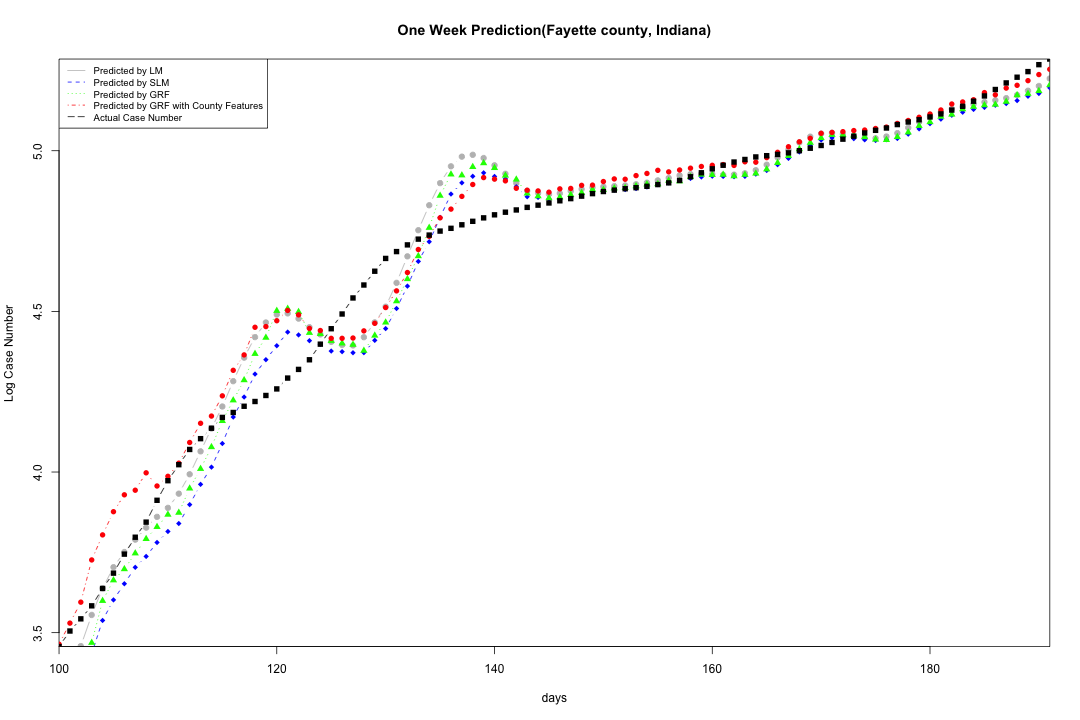 One Week Prediction(Fayette county, Indiana)
Predicted by LM
Predicted by SLM
Predicted by GRF
Predicted by GRF with County Features
Actual Case Number
Log Case Number
5.0
4.5
4.0
3.5
100 120 140 160 180
days